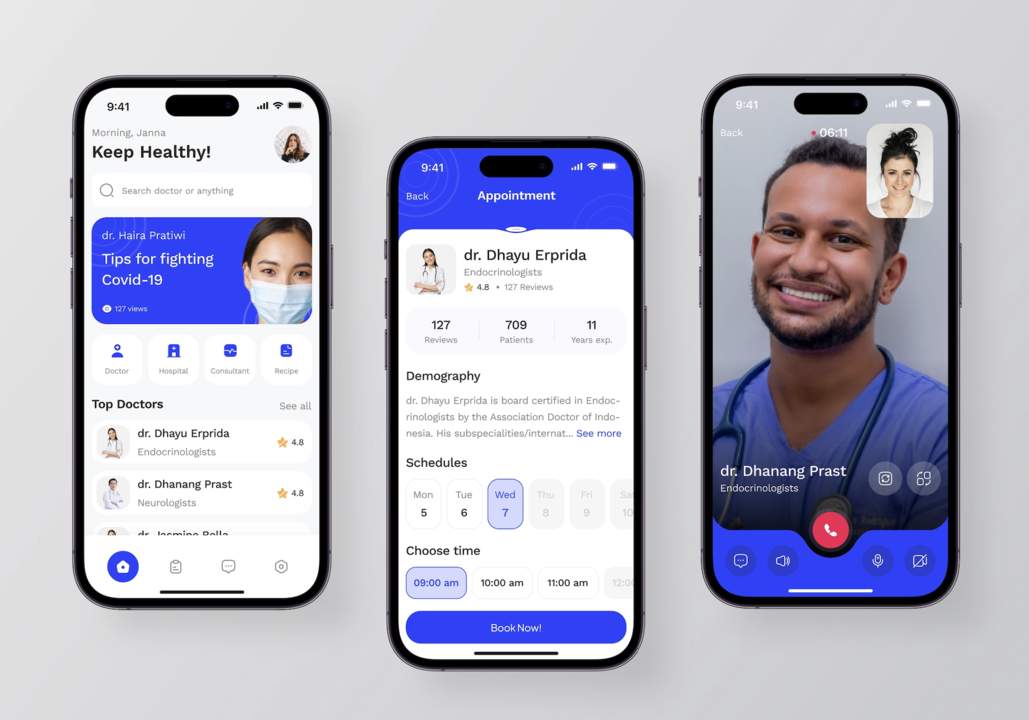 9:41
Morning, Janna
Keep Healthy!
Search doctor or anything
dr. Haira Pratiwi
Tips for fighting
Covid-19
127 views
Doctor Hospital Consultant Recipe
Top Doctors See all
dr. Dhayu Erprida
Endocrinologists
4.8
dr. Dhanang Prast
Neurologists
4.8
dr. Jasmine Bella
9:41
Back Appointment
dr. Dhayu Erprida
Endocrinologists
4.8 • 127 Reviews
127 709 11
Reviews Patients Years exp.
Demography
dr. Dhayu Erprida is board certified in Endoc-
rinologists by the Association Doctor of Indo-
nesia. His subspecialities/internat... See more
Schedules
Mon Tue Wed Thu Fri Sat
5 6 7 8 9 10
Choose time
09:00 am 10:00 am 11:00 am 12:00
Book Now!
9:41
Back 06:11
dr. Dhanang Prast
Endocrinologists